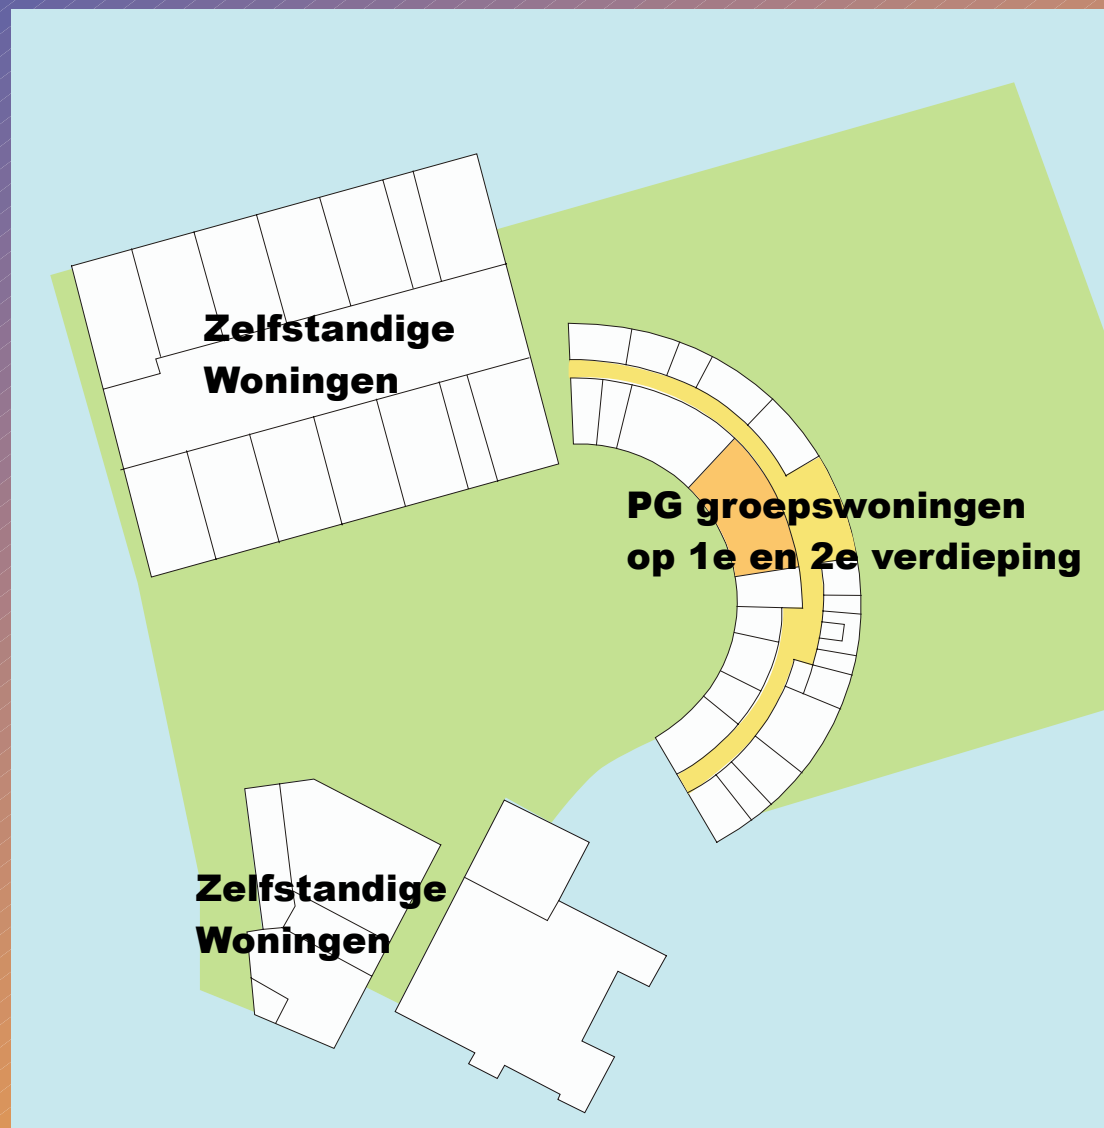 Zelfstandige
Woningen
PG groepswoningen
op 1e en 2e verdieping
Zelfstandige
Woningen